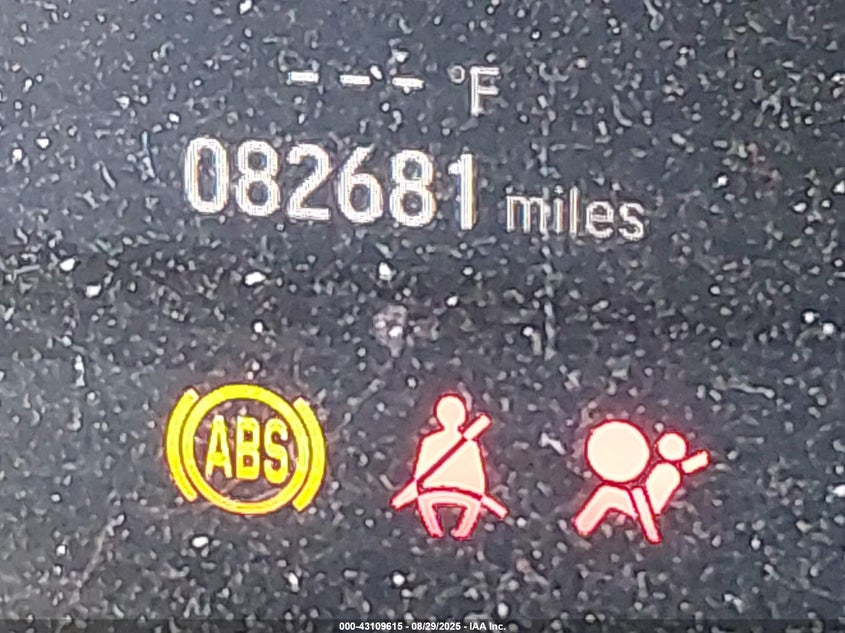 --- °F
082681 miles
ABS
000-43109615 - 08/29/2025 - IAA Inc.